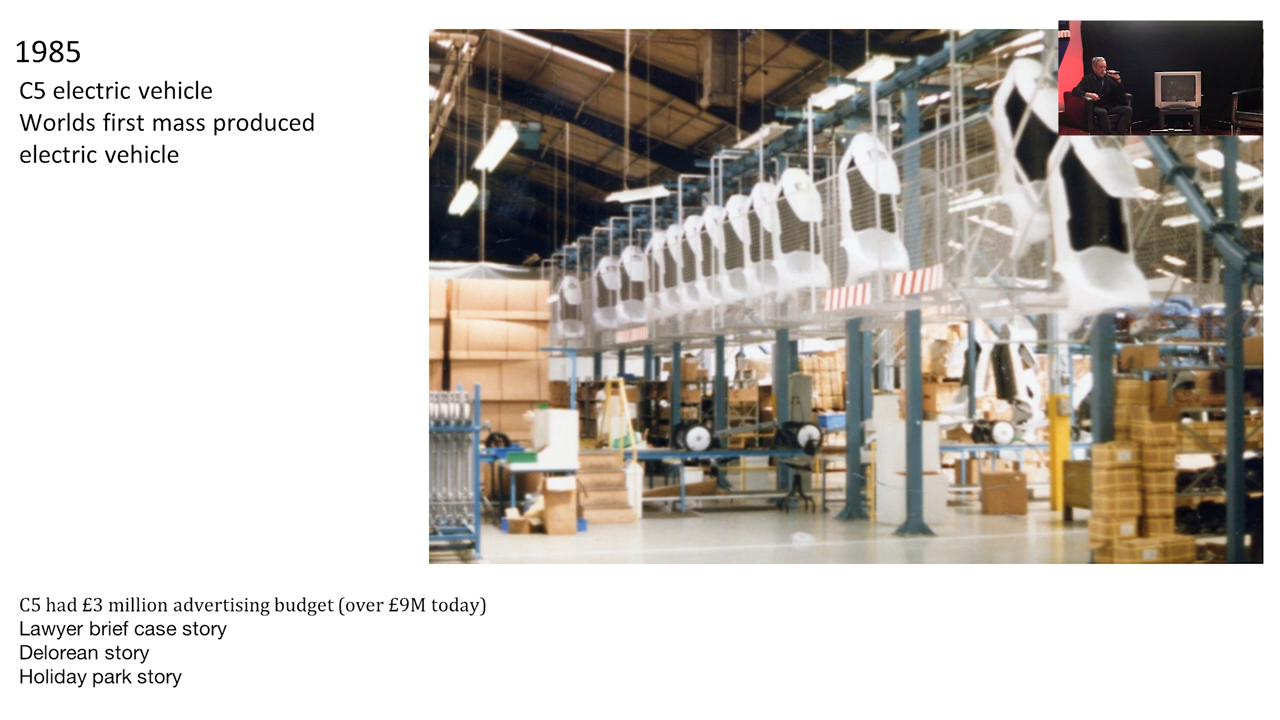 1985
C5 electric vehicle
Worlds first mass produced
electric vehicle
C5 had £3 million advertising budget (over £9M today)
Lawyer brief case story
Delorean story
Holiday park story